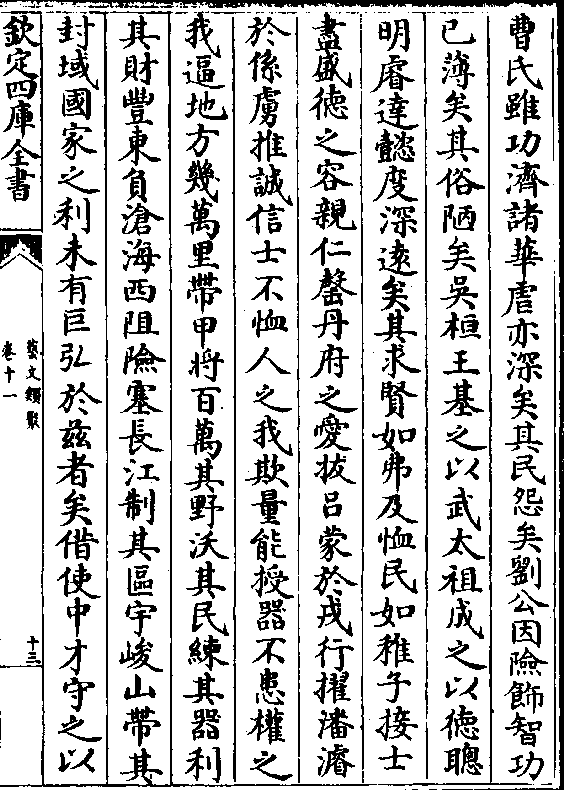 曹氏雖功濟諸華虐亦深矣其民怨矣劉公因險飾智功
已薄矣其俗陋矣吳桓王基之以武太祖成之以徳聰
明睿達懿度深逺矣其求賢如弗及恤民如稚子接士
盡盛徳之容親仁罄丹府之愛拔吕蒙於戎行擢潘濬
於係虜推誠信士不恤人之我欺量能授器不患權之
我逼地方幾萬里帶甲将百萬其野沃其民練其器利
其財豐東負滄海西阻險塞長江制其區宇峻山帶其
封域國家之利未有巨弘於兹者矣偕使中才守之以
欽定四庫全書
藝文類聚
卷十一
十三